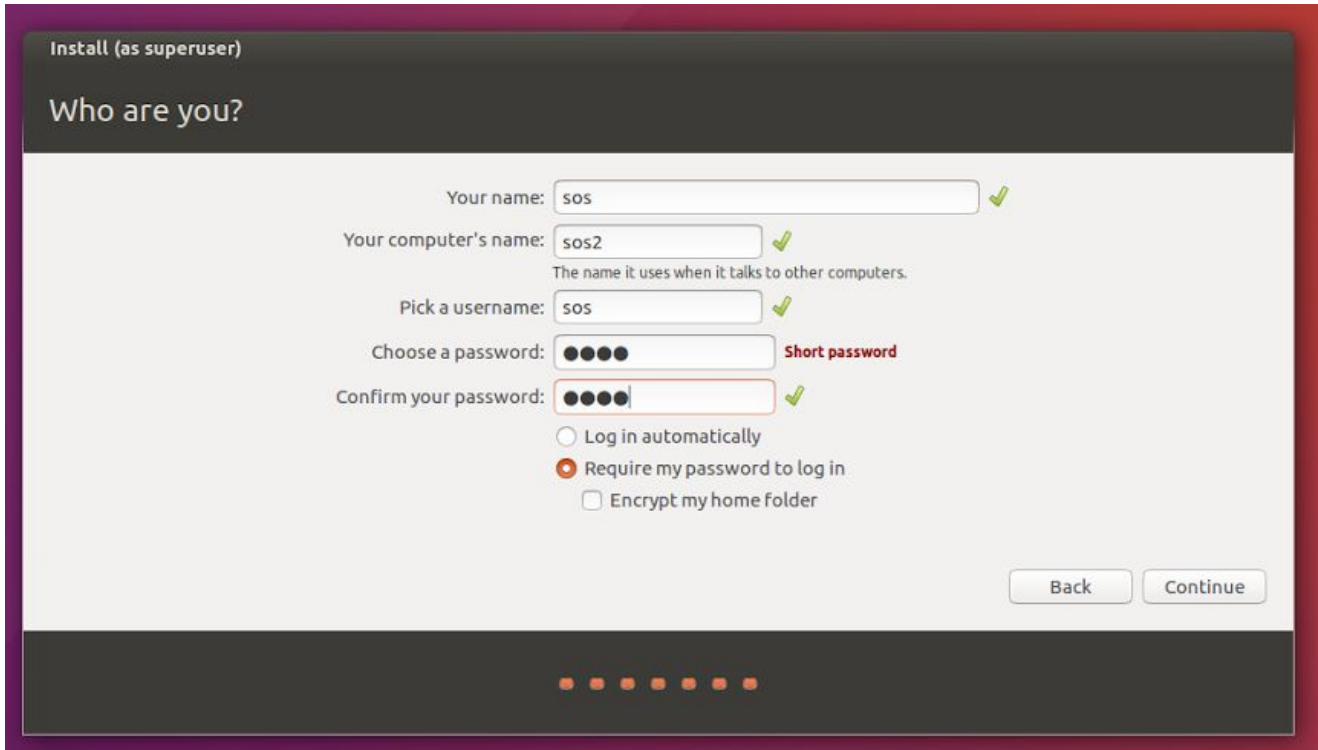 Install (as superuser)
Who are you?
Your name: sos
Your computer's name: sos2
The name it uses when it talks to other computers.
Pick a username: sos
Choose a password: ●●●● Short password
Confirm your password: ●●●●
Log in automatically
Require my password to log in
Encrypt my home folder
Back Continue